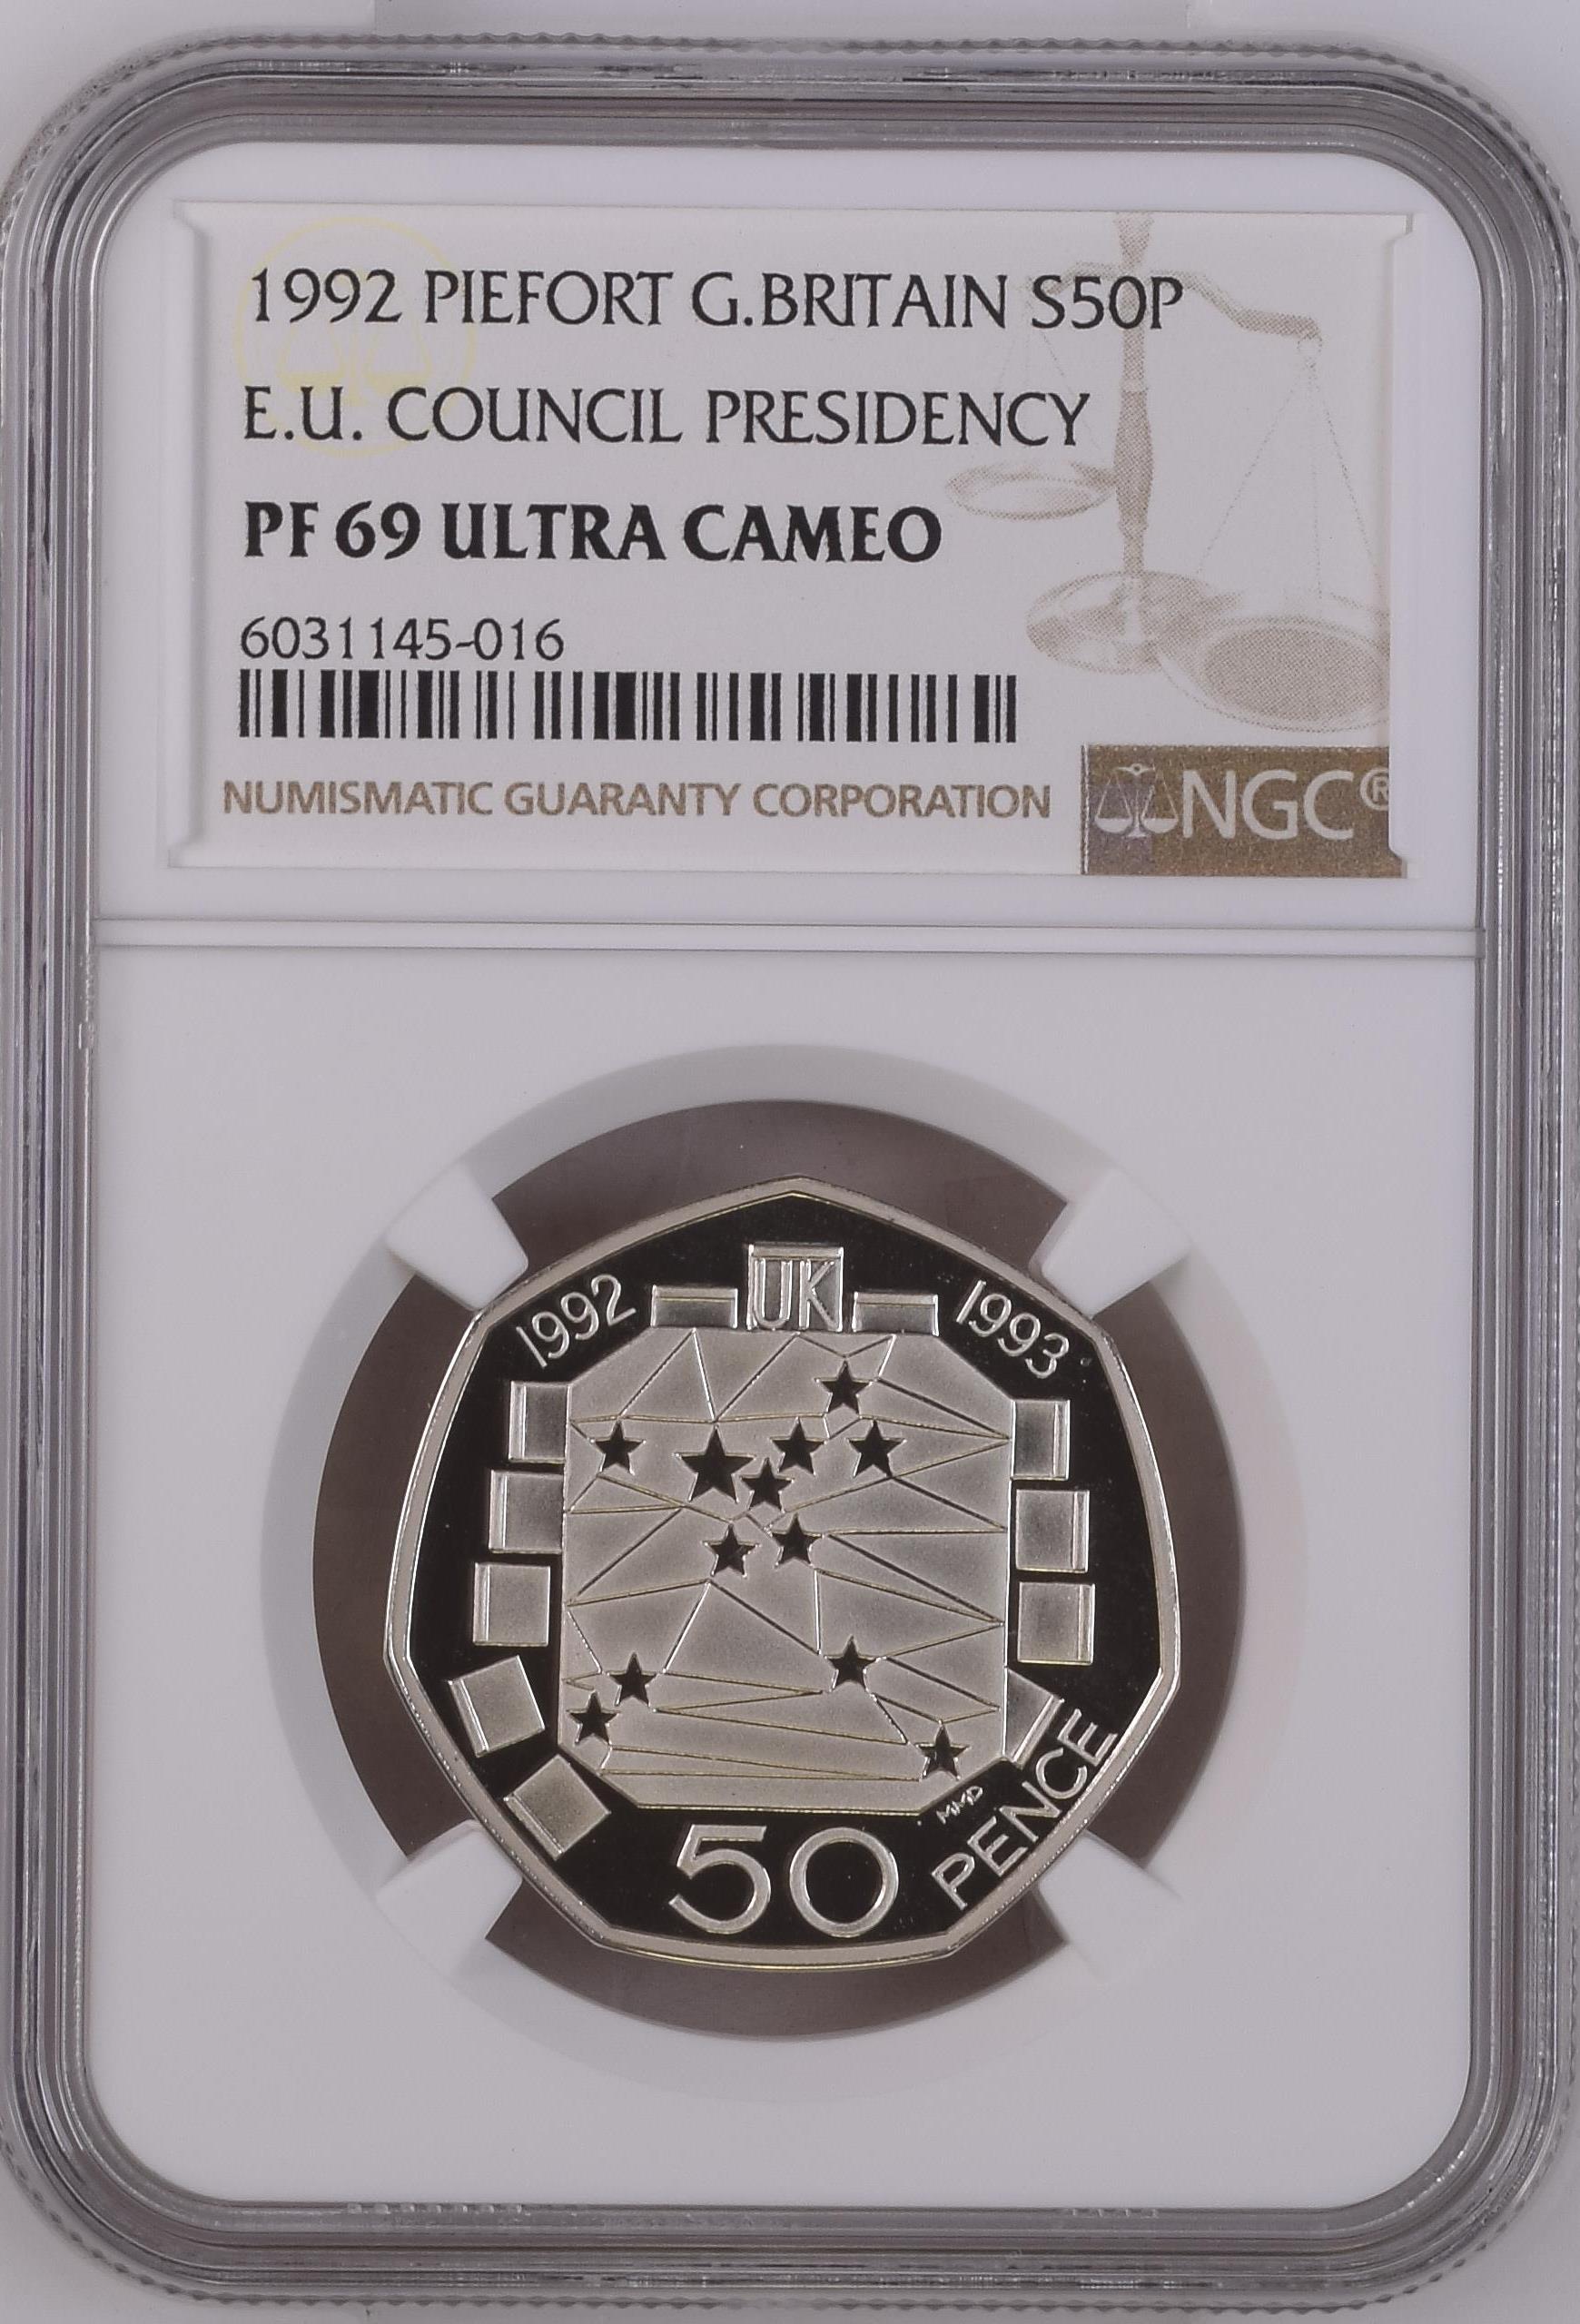 1992 PIEFORT G.BRITAIN S50P
E.U. COUNCIL PRESIDENCY
PF 69 ULTRA CAMEO
6031145-016
NUMISMATIC GUARANTY CORPORATION
NGC®
1992 UK 1993
MMD
50 PENCE